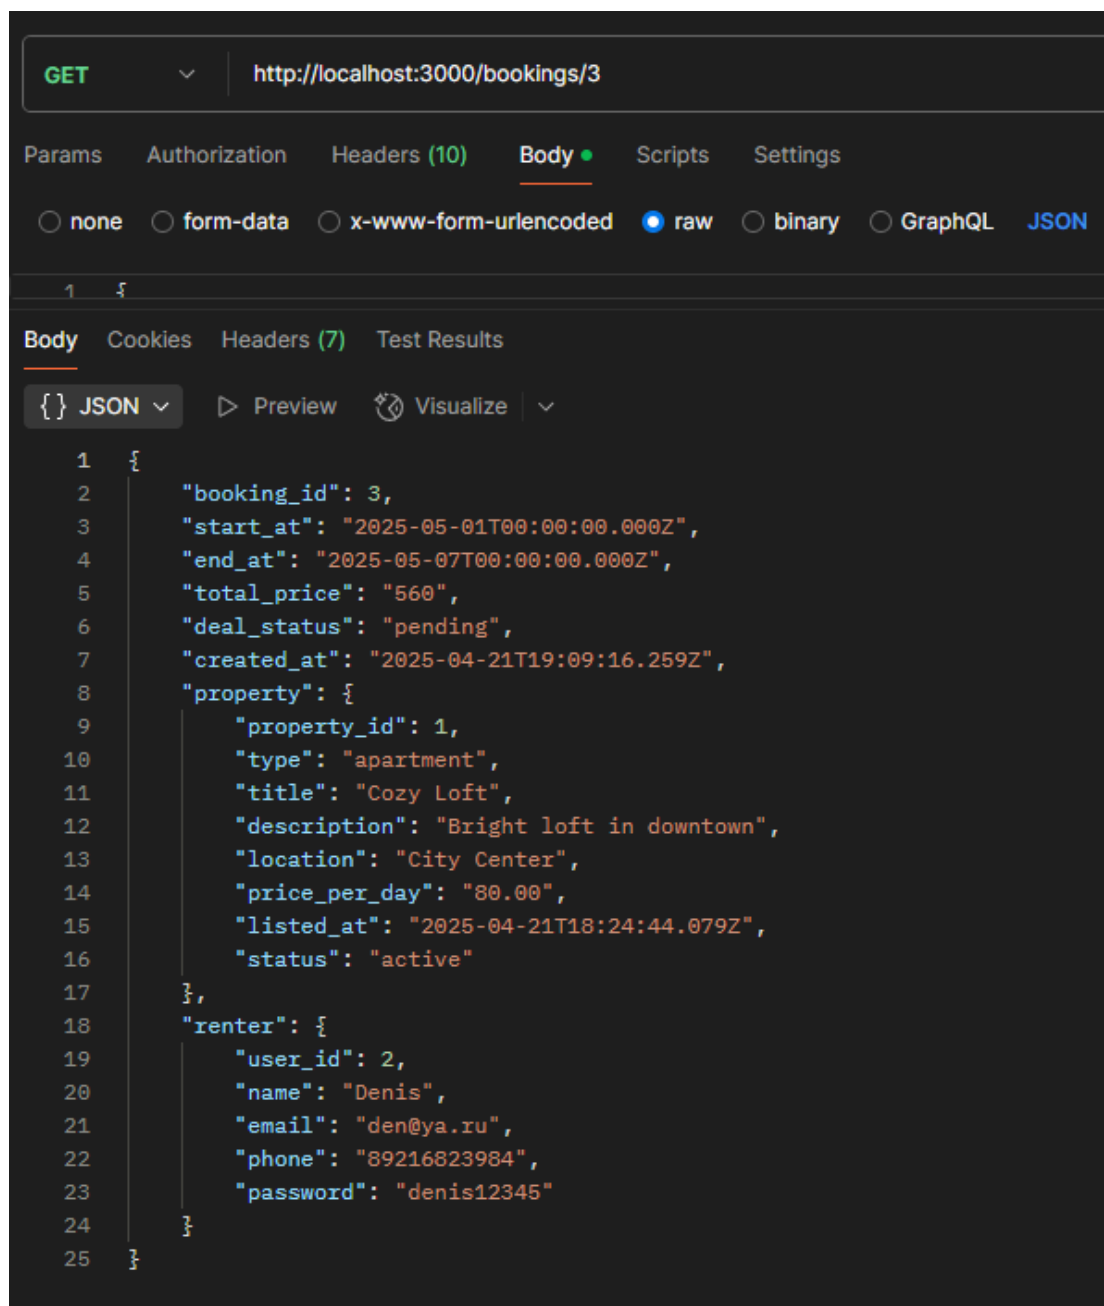 GET http://localhost:3000/bookings/3
Params Authorization Headers (10) Body Scripts Settings
none form-data x-www-form-urlencoded raw binary GraphQL JSON
1 {
Body Cookies Headers (7) Test Results
{} JSON Preview Visualize
1 {
2 "booking_id": 3,
3 "start_at": "2025-05-01T00:00:00.000Z",
4 "end_at": "2025-05-07T00:00:00.000Z",
5 "total_price": "560",
6 "deal_status": "pending",
7 "created_at": "2025-04-21T19:09:16.259Z",
8 "property": {
9 "property_id": 1,
10 "type": "apartment",
11 "title": "Cozy Loft",
12 "description": "Bright loft in downtown",
13 "location": "City Center",
14 "price_per_day": "80.00",
15 "listed_at": "2025-04-21T18:24:44.079Z",
16 "status": "active"
17 },
18 "renter": {
19 "user_id": 2,
20 "name": "Denis",
21 "email": "den@ya.ru",
22 "phone": "89216823984",
23 "password": "denis12345"
24 }
25 }